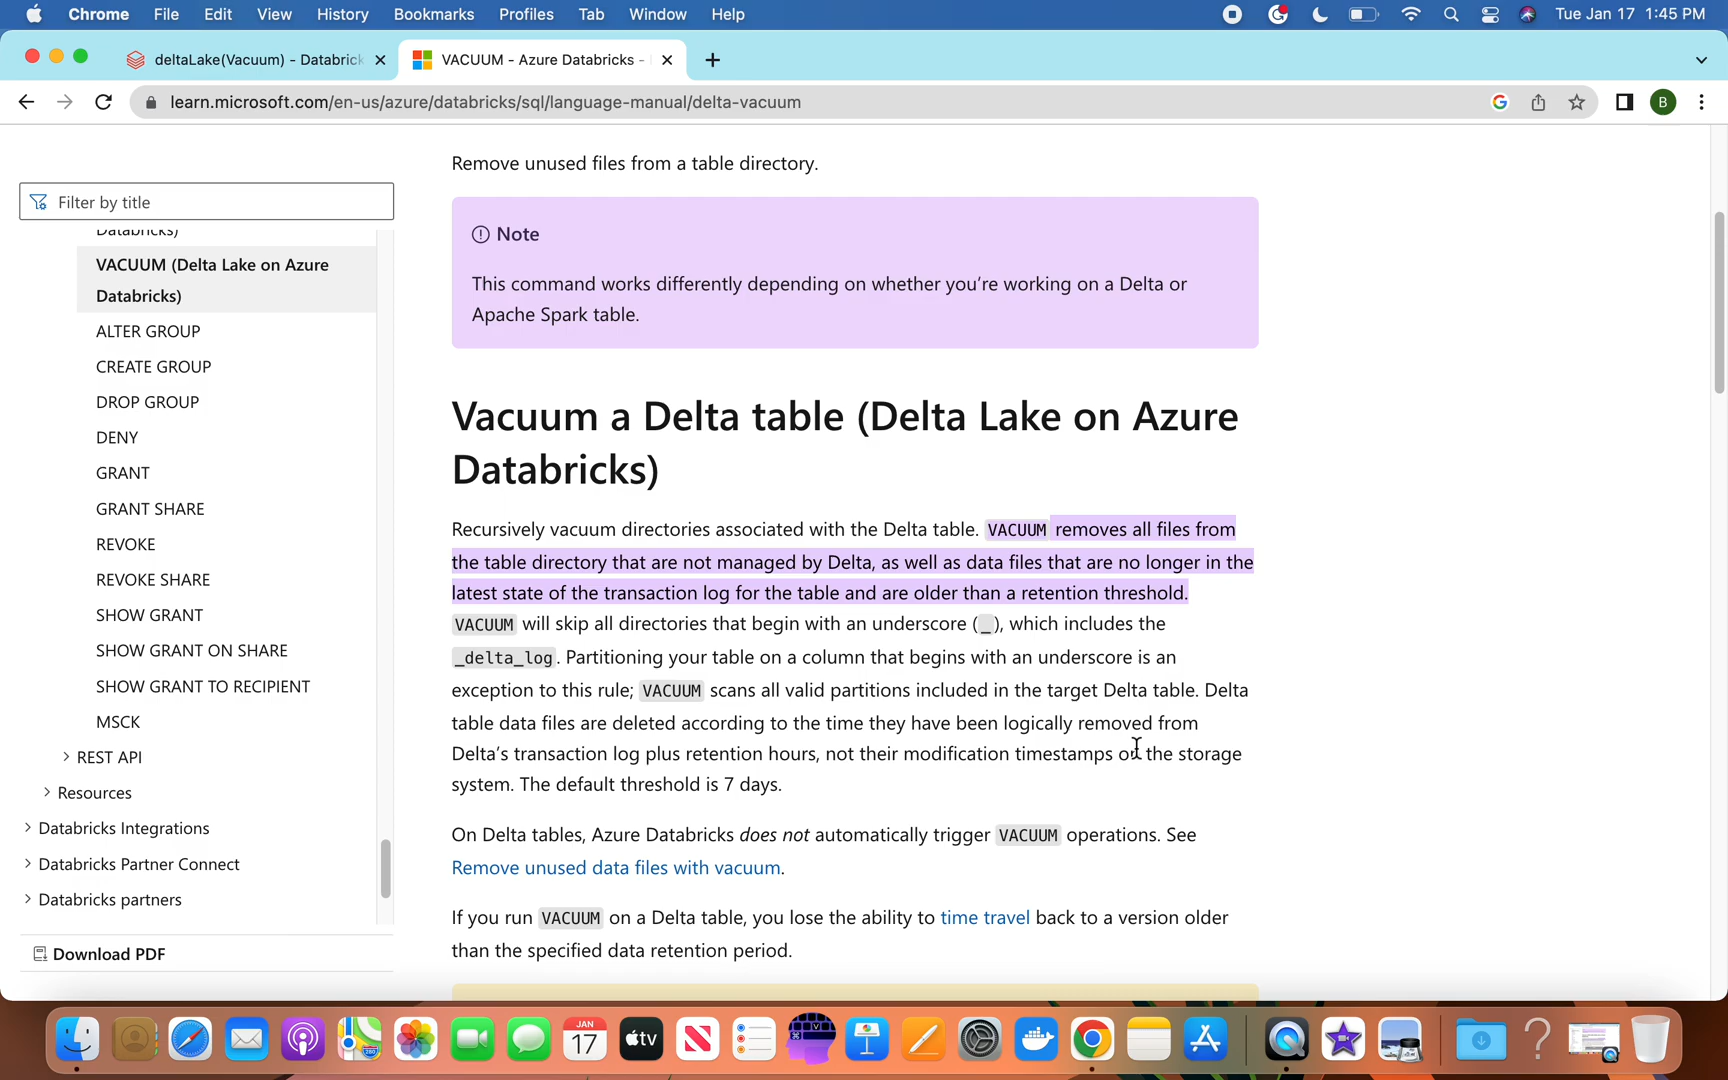 Chrome File Edit View History Bookmarks Profiles Tab Window Help Tue Jan 17 1:45 PM
deltaLake(Vacuum) - Databrick VACUUM - Azure Databricks -
learn.microsoft.com/en-us/azure/databricks/sql/language-manual/delta-vacuum
B
Filter by title
Databricks)
VACUUM (Delta Lake on Azure
Databricks)
ALTER GROUP
CREATE GROUP
DROP GROUP
DENY
GRANT
GRANT SHARE
REVOKE
REVOKE SHARE
SHOW GRANT
SHOW GRANT ON SHARE
SHOW GRANT TO RECIPIENT
MSCK
REST API
Resources
Databricks Integrations
Databricks Partner Connect
Databricks partners
Download PDF
Remove unused files from a table directory.
Note
This command works differently depending on whether you're working on a Delta or
Apache Spark table.
Vacuum a Delta table (Delta Lake on Azure
Databricks)
Recursively vacuum directories associated with the Delta table. VACUUM removes all files from
the table directory that are not managed by Delta, as well as data files that are no longer in the
latest state of the transaction log for the table and are older than a retention threshold.
VACUUM will skip all directories that begin with an underscore (_), which includes the
_delta_log. Partitioning your table on a column that begins with an underscore is an
exception to this rule; VACUUM scans all valid partitions included in the target Delta table. Delta
table data files are deleted according to the time they have been logically removed from
Delta's transaction log plus retention hours, not their modification timestamps on the storage
system. The default threshold is 7 days.
On Delta tables, Azure Databricks does not automatically trigger VACUUM operations. See
Remove unused data files with vacuum.
If you run VACUUM on a Delta table, you lose the ability to time travel back to a version older
than the specified data retention period.
JAN
17
tv